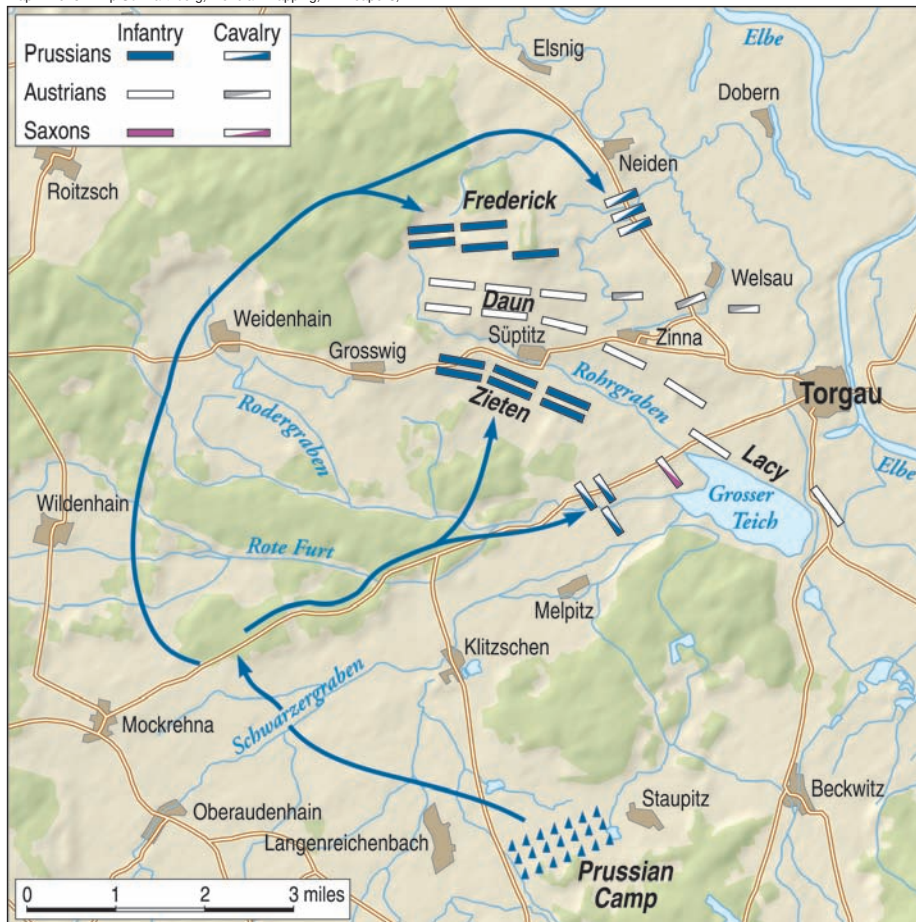 Infantry Cavalry
Prussians
Austrians
Saxons
Elsnig
Elbe
Dobern
Roitzsch
Neiden
Frederick
Welsau
Daun
Weidenhain
Süptitz
Zinna
Grosswig
Rohrgraben
Torgau
Zieten
Rodergraben
Lacy
Elbe
Wildenhain
Grosser
Teich
Rote Furt
Melpitz
Klitzschen
Schwarzergraben
Mockrehna
Beckwitz
Staupitz
Oberaudenhain
Langenreichenbach
Prussian
Camp
0 1 2 3 miles